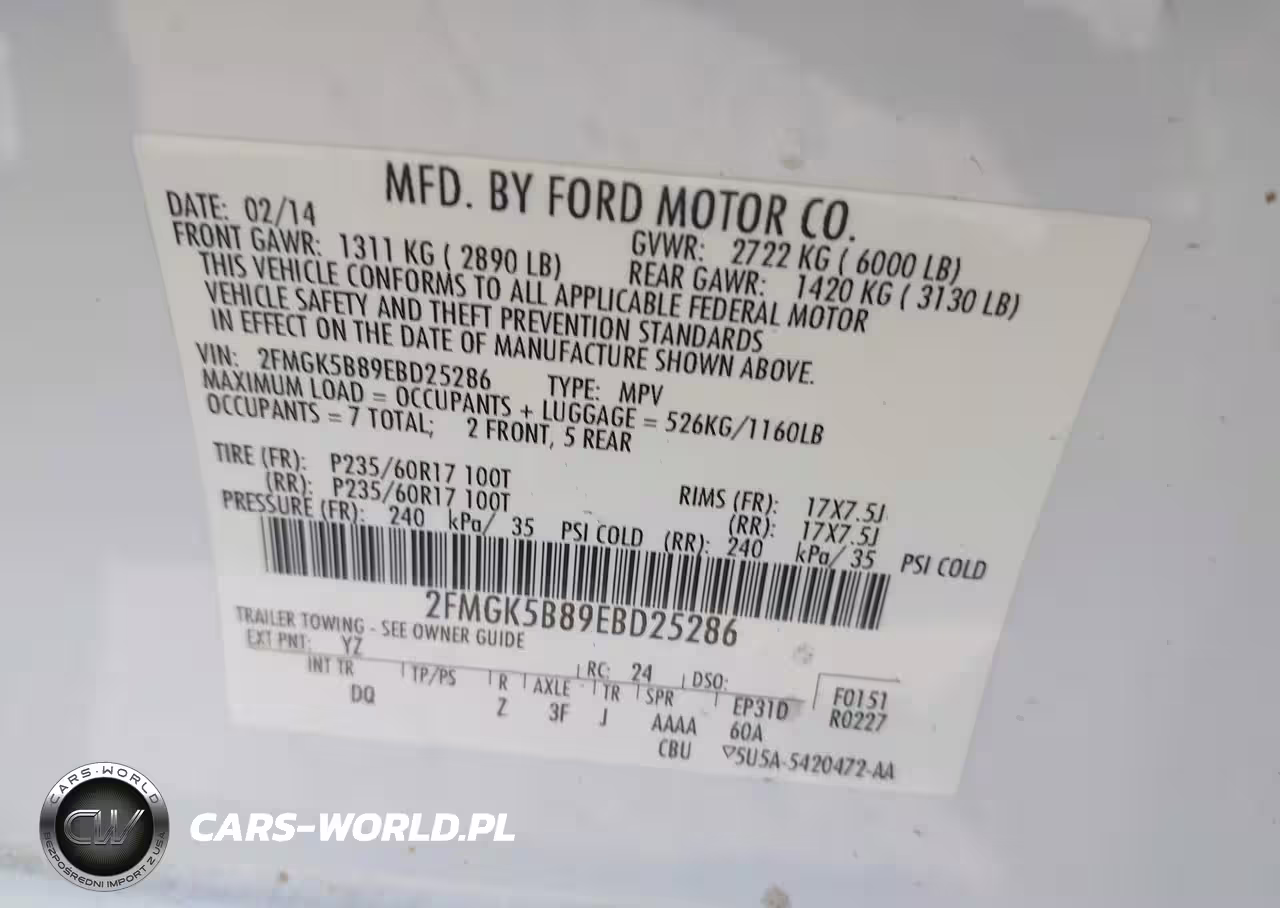 MFD. BY FORD MOTOR CO.
DATE: 02/14 GVWR: 2722 KG ( 6000 LB)
FRONT GAWR: 1311 KG ( 2890 LB) REAR GAWR: 1420 KG ( 3130 LB)
THIS VEHICLE CONFORMS TO ALL APPLICABLE FEDERAL MOTOR
VEHICLE SAFETY AND THEFT PREVENTION STANDARDS
IN EFFECT ON THE DATE OF MANUFACTURE SHOWN ABOVE.
VIN: 2FMGK5B89EBD25286 TYPE: MPV
MAXIMUM LOAD = OCCUPANTS + LUGGAGE = 526KG/1160LB
OCCUPANTS = 7 TOTAL; 2 FRONT, 5 REAR
TIRE (FR): P235/60R17 100T RIMS (FR): 17X7.5J
(RR): P235/60R17 100T (RR): 17X7.5J
PRESSURE (FR): 240 kPa/ 35 PSI COLD (RR): 240 kPa/ 35 PSI COLD
2FMGK5B89EBD25286
TRAILER TOWING - SEE OWNER GUIDE
EXT PNT: YZ RC: 24 DSO: F0151
INT TR TP/PS R AXLE TR SPR EP31D R0227
DQ Z 3F J AAAA 60A
CBU ▽5U5A-5420472-AA
CARS-WORLD
CW
BEZPOŚREDNI IMPORT Z USA
CARS-WORLD.PL